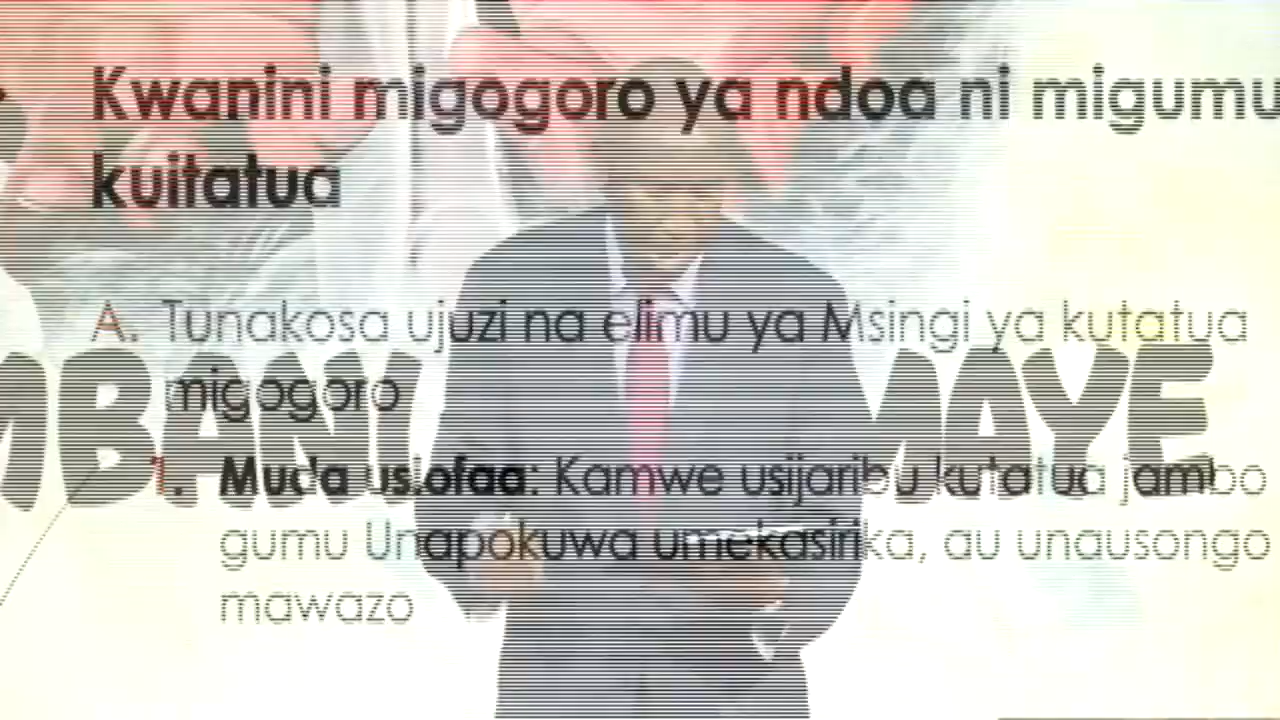 Kwanini migogoro ya ndoa ni migumu
kuitatua
A. Tunakosa ujuzi na elimu ya Msingi ya kutatua
migogoro
1. Muda usiofaa: Kamwe usijaribu kutatua jambo
gumu Unapokuwa umekasirika, au unausongo
mawazo